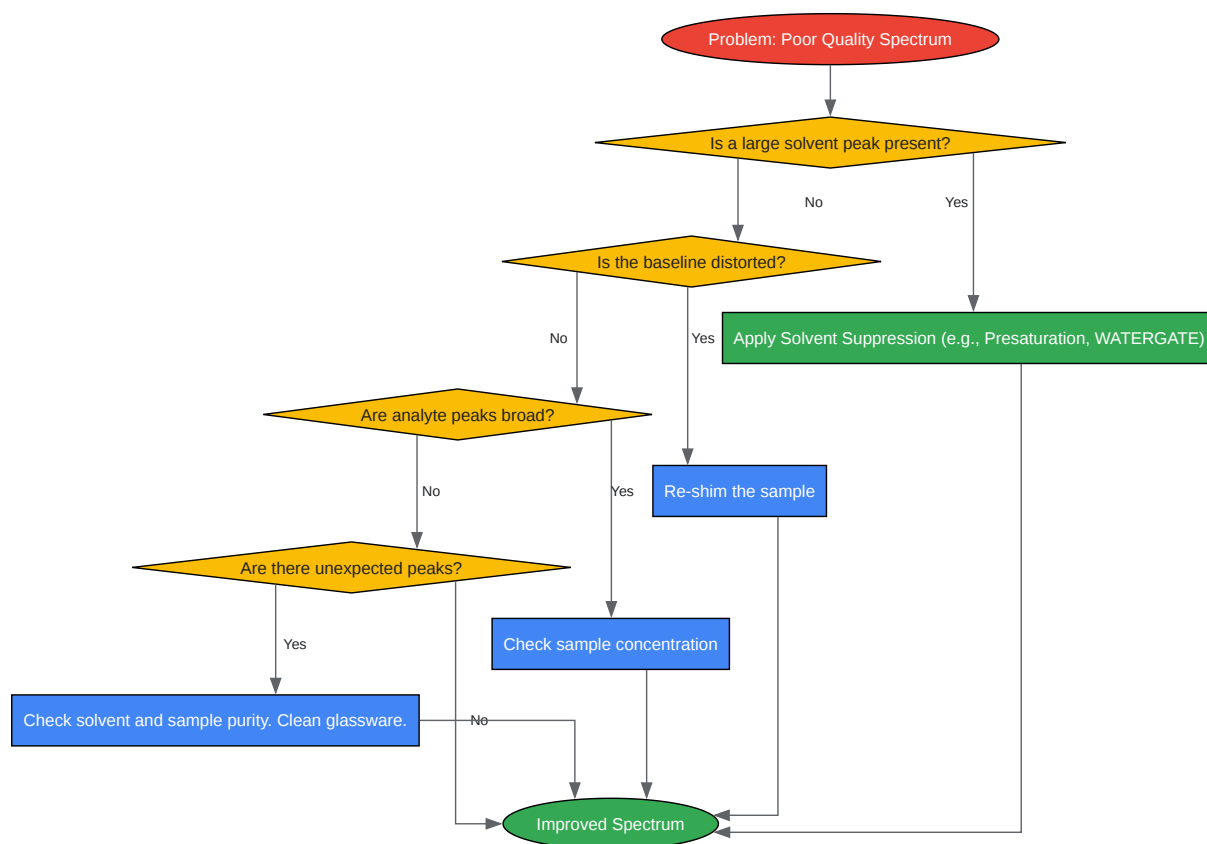 Problem: Poor Quality Spectrum
Is a large solvent peak present?
No
Yes
Is the baseline distorted?
No
Yes
Apply Solvent Suppression (e.g., Presaturation, WATERGATE)
Are analyte peaks broad?
No
Yes
Re-shim the sample
Are there unexpected peaks?
Yes
Check sample concentration
Check solvent and sample purity. Clean glassware.
No
Improved Spectrum